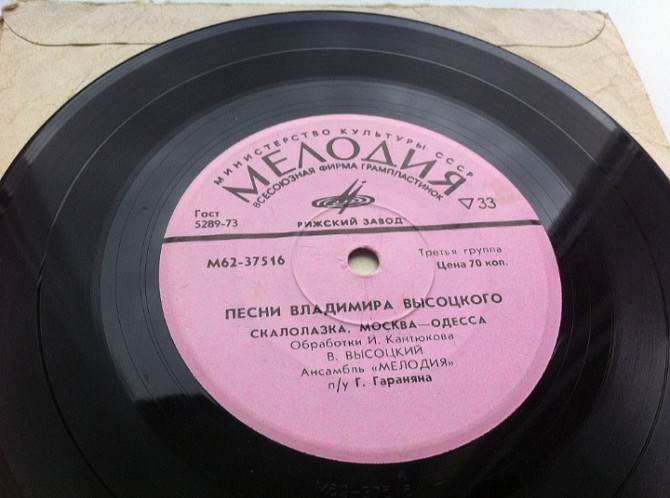 МИНИСТЕРСТВО КУЛЬТУРЫ СССР
МЕЛОДИЯ
ВСЕСОЮЗНАЯ ФИРМА ГРАМПЛАСТИНОК
▽33
Гост
5289-73
РИЖСКИЙ ЗАВОД
М62-37516
Третья группа
Цена 70 коп.
ПЕСНИ ВЛАДИМИРА ВЫСОЦКОГО
СКАЛОЛАЗКА. МОСКВА—ОДЕССА
Обработки И. Кантюкова
В. ВЫСОЦКИЙ
Ансамбль «МЕЛОДИЯ»
п/у Г. Гараняна